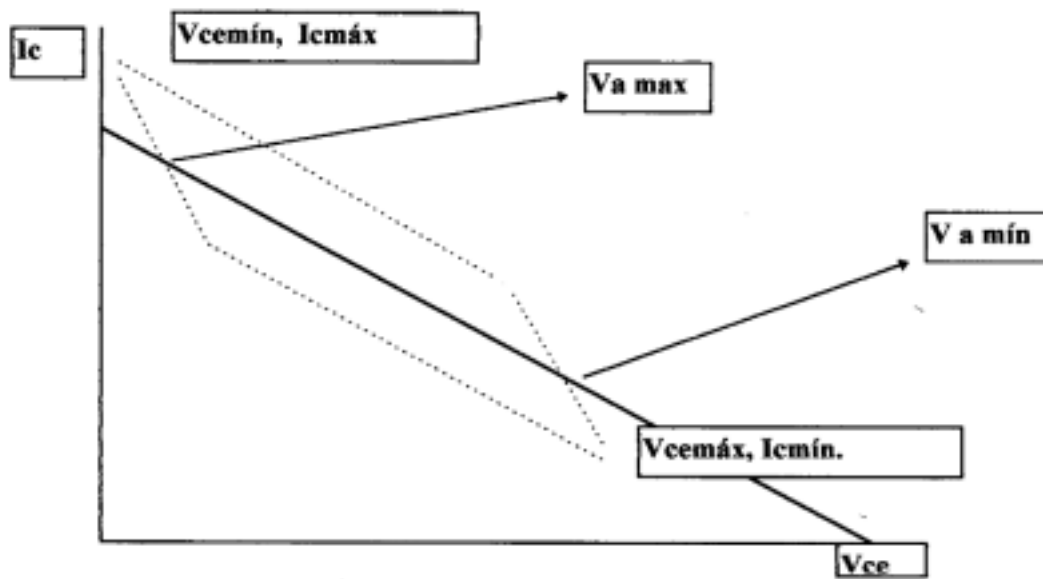 Ic
Vcemín, Icmáx
Va max
V a mín
Vcemáx, Icmín.
Vce